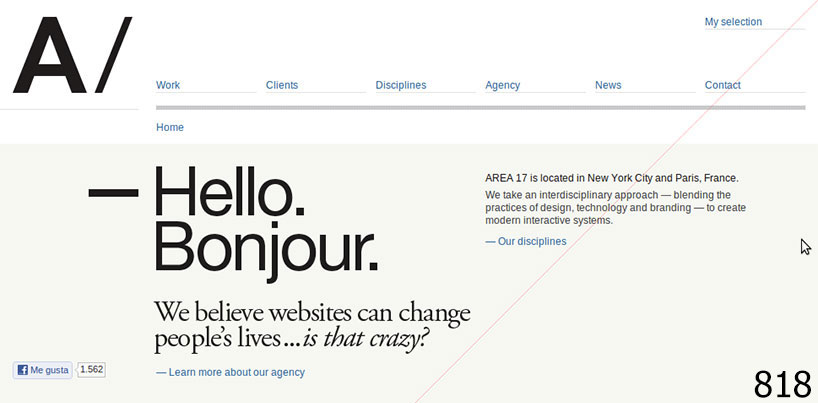 A/
My selection
Work Clients Disciplines Agency News Contact
Home
— Hello.
Bonjour.
We believe websites can change
people's lives...is that crazy?
— Learn more about our agency
AREA 17 is located in New York City and Paris, France.
We take an interdisciplinary approach — blending the
practices of design, technology and branding — to create
modern interactive systems.
— Our disciplines
Me gusta 1.562
818